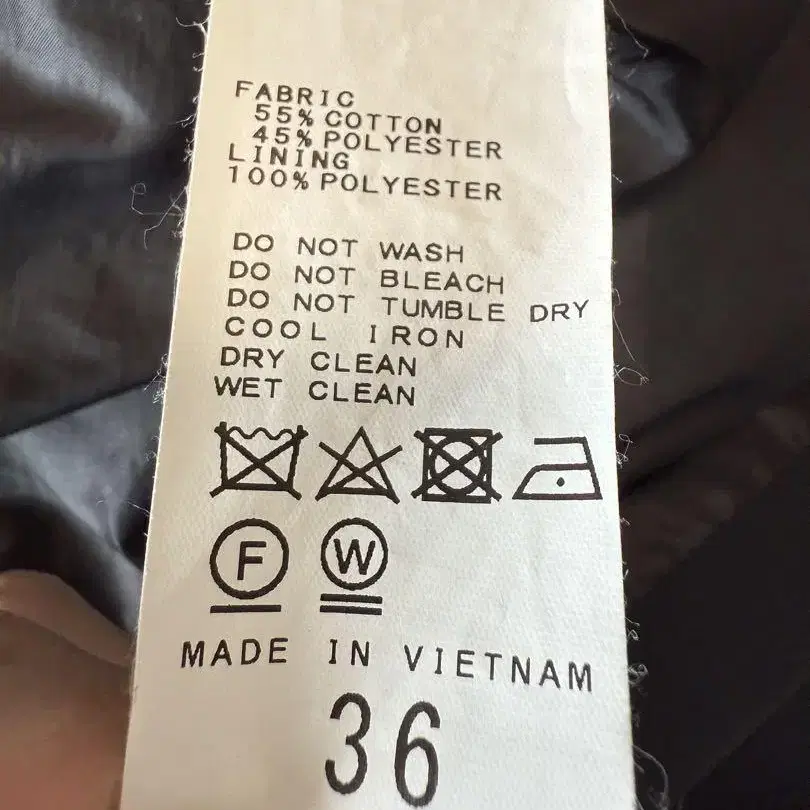 FABRIC
55% COTTON
45% POLYESTER
LINING
100% POLYESTER
DO NOT WASH
DO NOT BLEACH
DO NOT TUMBLE DRY
COOL IRON
DRY CLEAN
WET CLEAN
F W
MADE IN VIETNAM
36